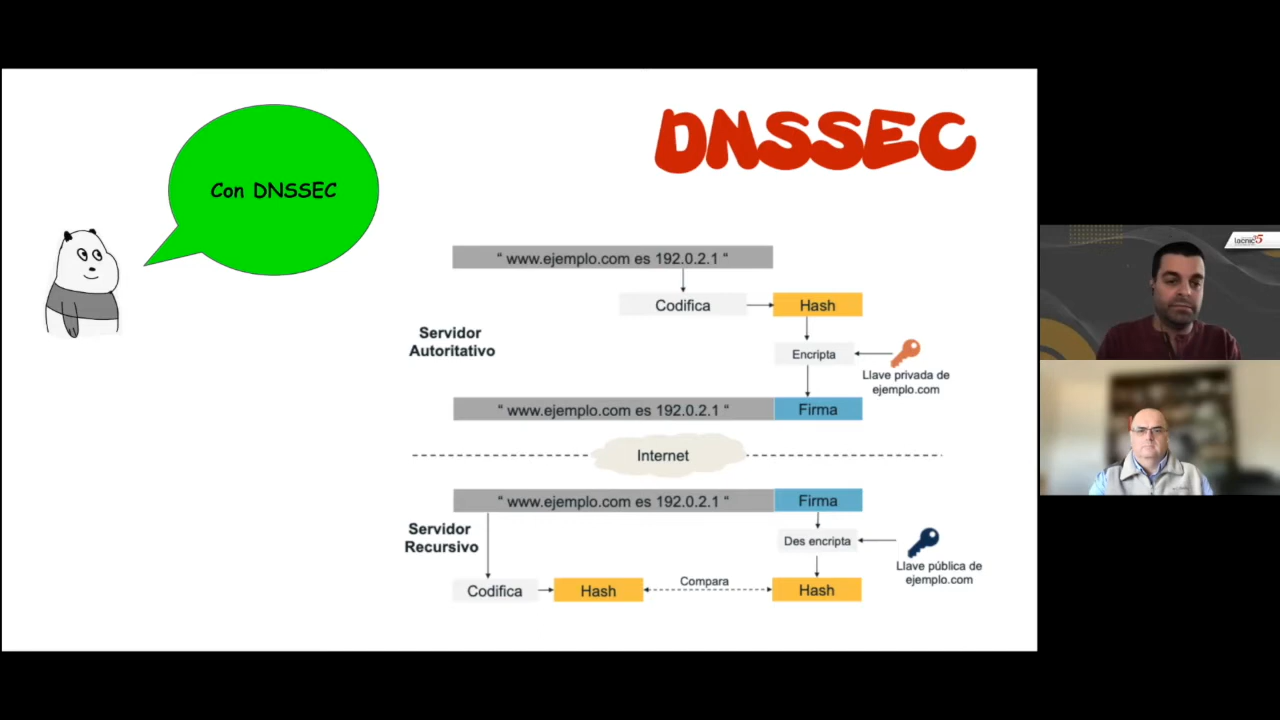 DNSSEC
Con DNSSEC
“ www.ejemplo.com es 192.0.2.1 “
Codifica
Hash
Servidor
Autoritativo
Encripta
Llave privada de
ejemplo.com
“ www.ejemplo.com es 192.0.2.1 “
Firma
Internet
“ www.ejemplo.com es 192.0.2.1 “
Firma
Servidor
Recursivo
Des encripta
Llave pública de
ejemplo.com
Codifica
Hash
Compara
Hash
lacnic